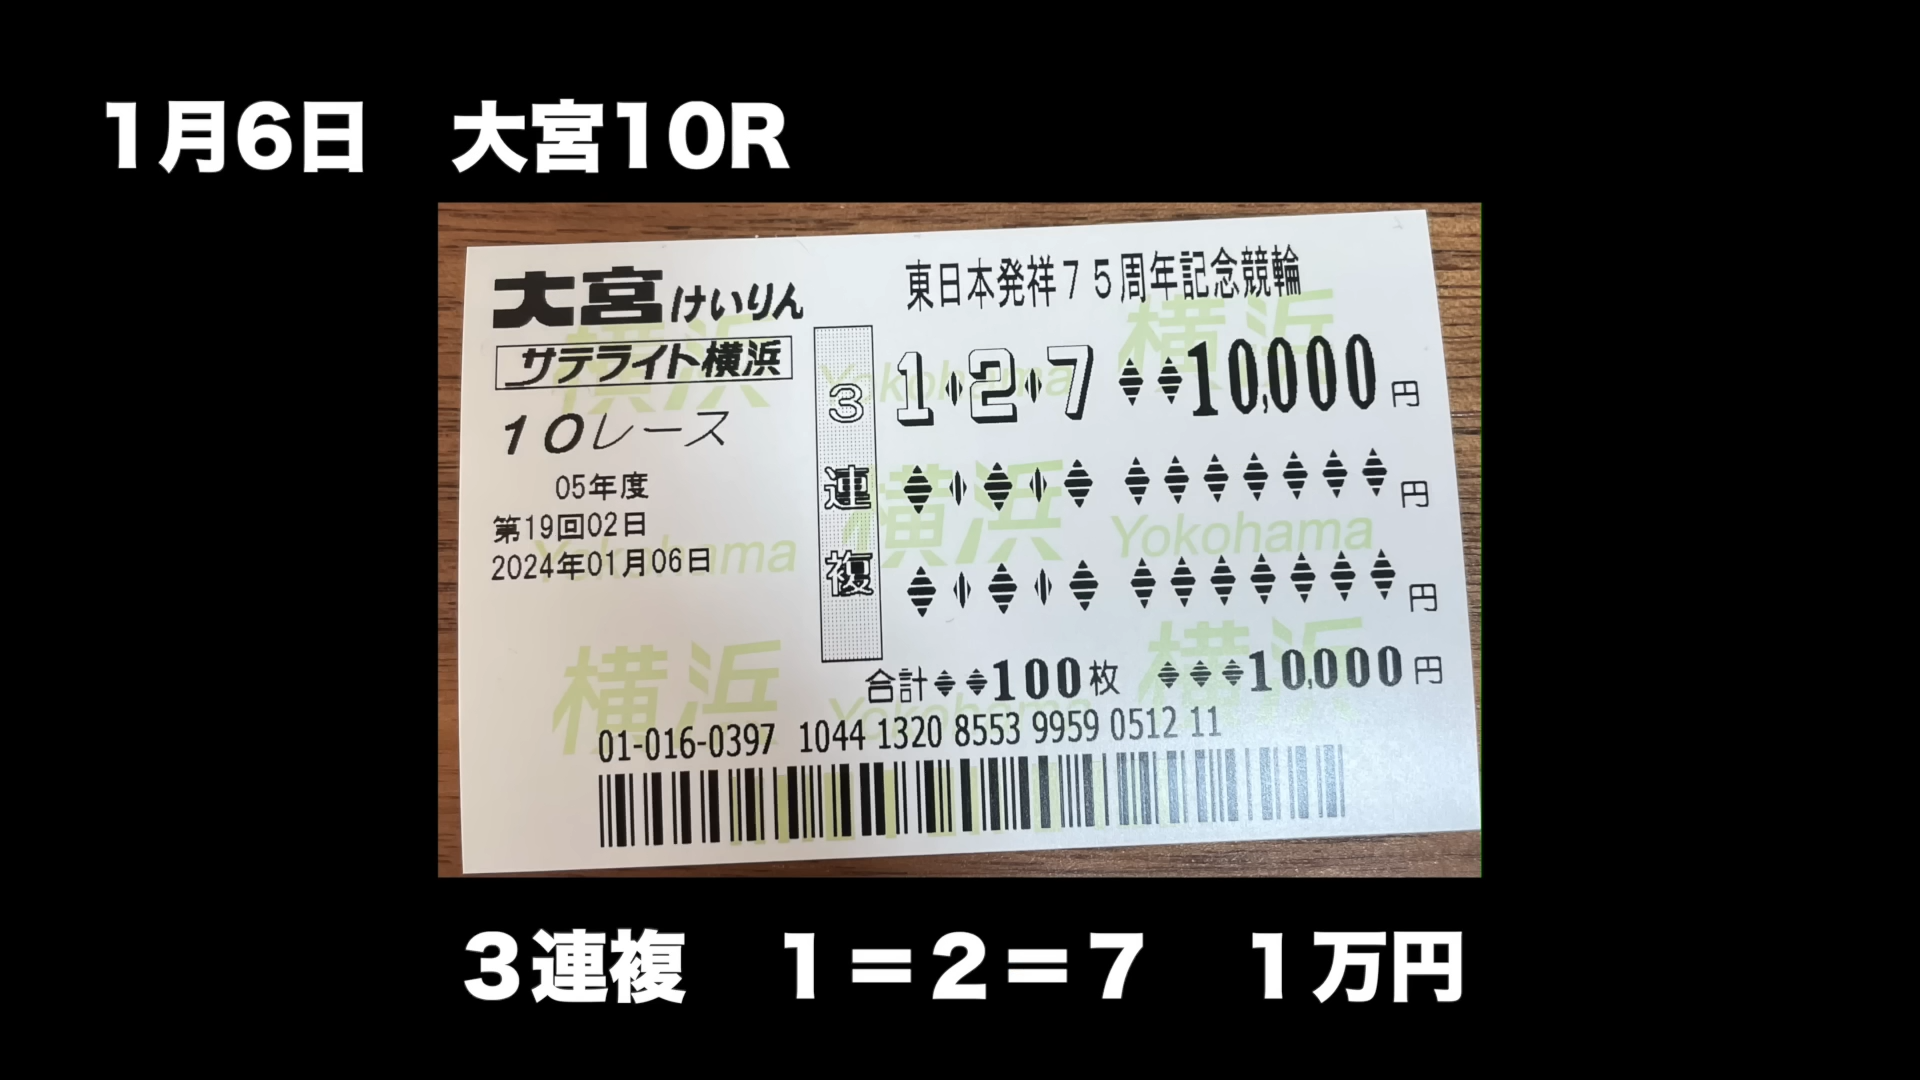 1月6日　大宮10R
大宮けいりん
東日本発祥75周年記念競輪
サテライト横浜
10レース
05年度
第19回02日
2024年01月06日
3連複
1・2・7 10,000円
円
円
合計 100枚 10,000円
01-016-0397 1044 1320 8553 9959 0512 11
横浜
Yokohama
3連複　1=2=7　1万円